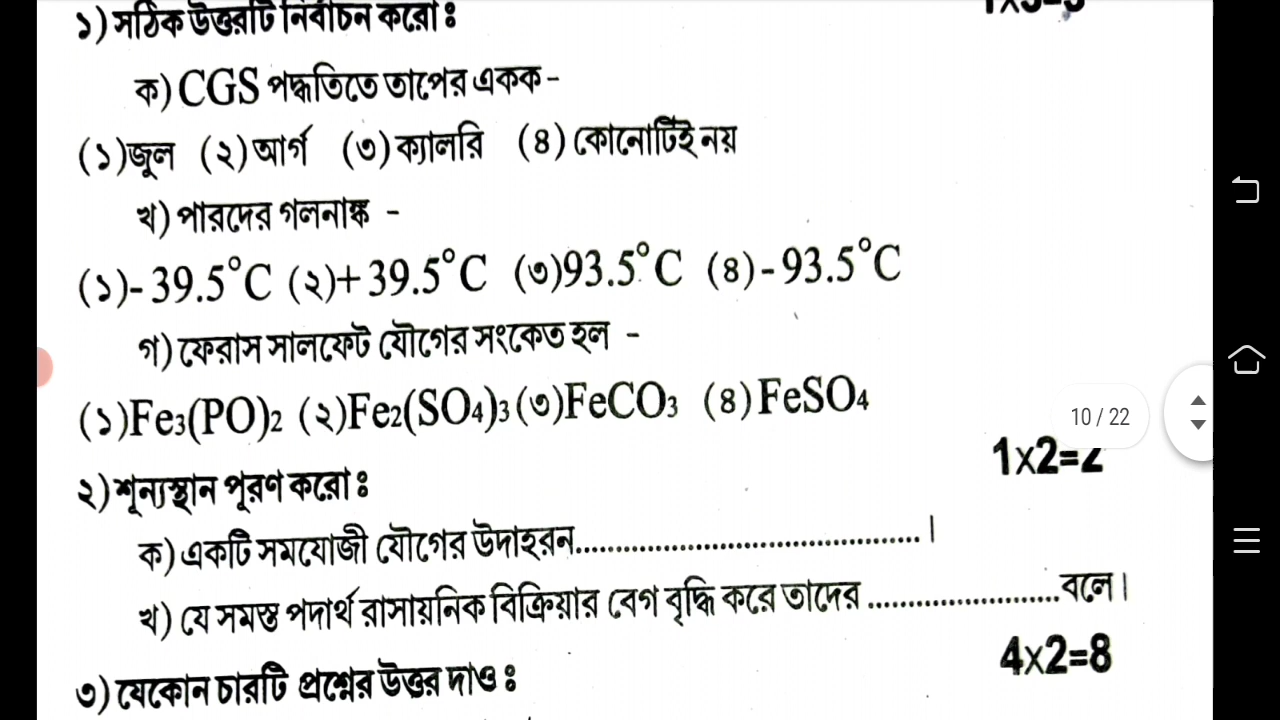 ১) সঠিক উত্তরটি নির্বাচন করো ঃ
1x3=3
ক) CGS পদ্ধতিতে তাপের একক -
(১)জুল (২)আর্গ (৩)ক্যালরি (৪) কোনোটিই নয়
খ) পারদের গলনাঙ্ক -
(১)- 39.5°C (২)+ 39.5°C (৩)93.5°C (৪)- 93.5°C
গ) ফেরাস সালফেট যৌগের সংকেত হল -
(১)Fe3(PO)2 (২)Fe2(SO4)3 (৩)FeCO3 (৪) FeSO4
10 / 22
1x2=2
২) শূন্যস্থান পূরণ করো ঃ
ক) একটি সমযোজী যৌগের উদাহরন.......................................... ।
খ) যে সমস্ত পদার্থ রাসায়নিক বিক্রিয়ার বেগ বৃদ্ধি করে তাদের .......................বলে।
4x2=8
৩) যেকোন চারটি প্রশ্নের উত্তর দাও ঃ